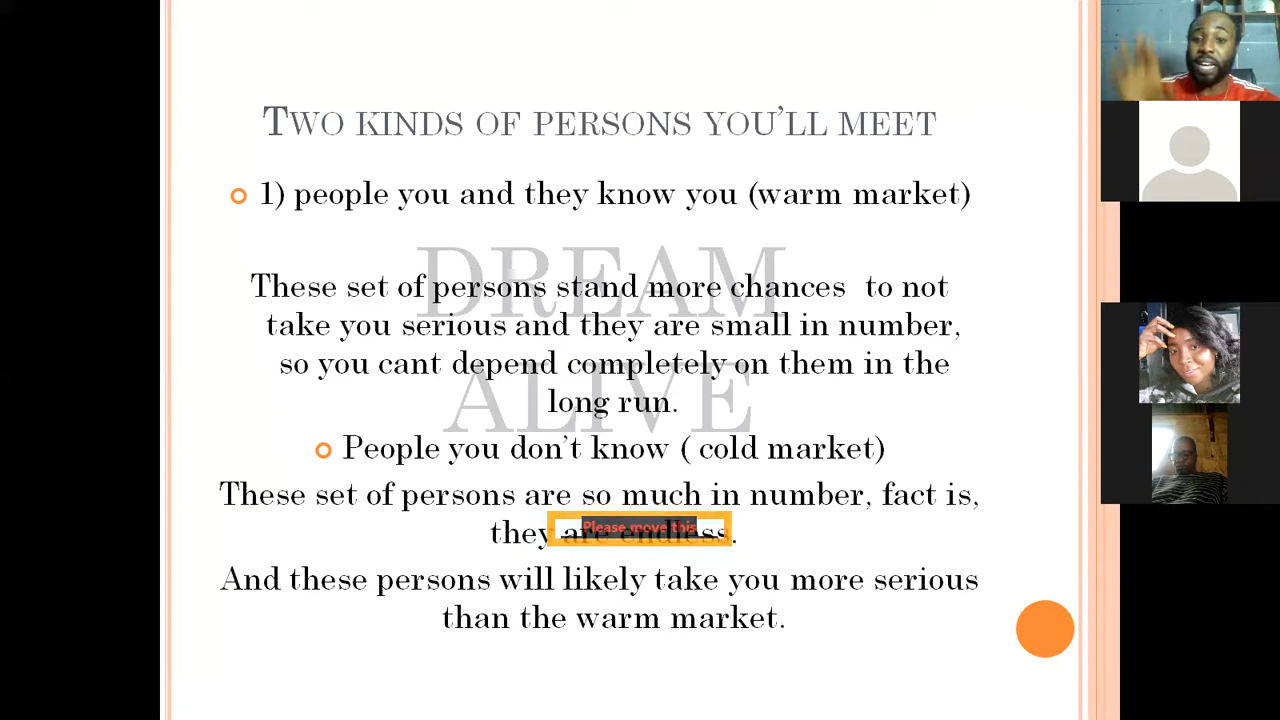 Two kinds of persons you'll meet
1) people you and they know you (warm market)
DREAM
ALIVE
These set of persons stand more chances to not
take you serious and they are small in number,
so you cant depend completely on them in the
long run.
People you don't know ( cold market)
These set of persons are so much in number, fact is,
they are endless.
Please move this
And these persons will likely take you more serious
than the warm market.